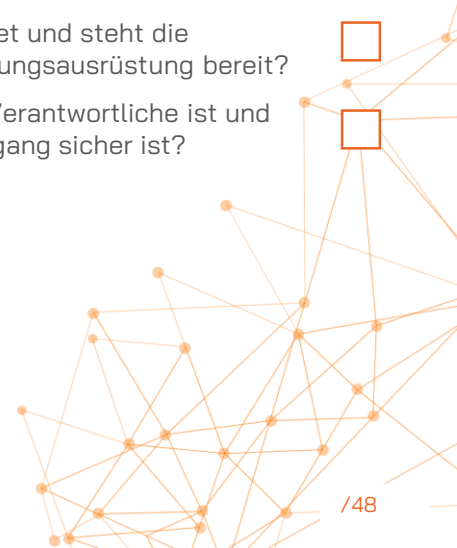 et und steht die
ungsausrüstung bereit?
Verantwortliche ist und
gang sicher ist?
/48